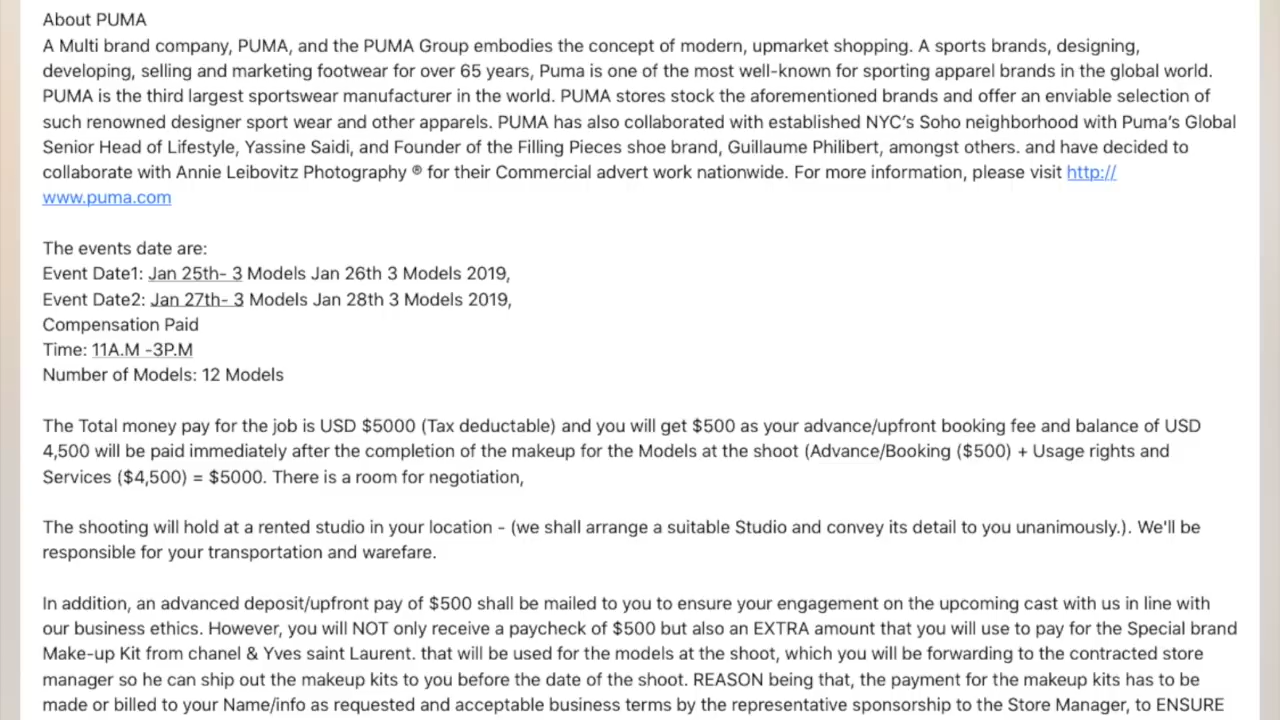 About PUMA
A Multi brand company, PUMA, and the PUMA Group embodies the concept of modern, upmarket shopping. A sports brands, designing,
developing, selling and marketing footwear for over 65 years, Puma is one of the most well-known for sporting apparel brands in the global world.
PUMA is the third largest sportswear manufacturer in the world. PUMA stores stock the aforementioned brands and offer an enviable selection of
such renowned designer sport wear and other apparels. PUMA has also collaborated with established NYC's Soho neighborhood with Puma's Global
Senior Head of Lifestyle, Yassine Saidi, and Founder of the Filling Pieces shoe brand, Guillaume Philibert, amongst others. and have decided to
collaborate with Annie Leibovitz Photography ® for their Commercial advert work nationwide. For more information, please visit http://
www.puma.com
The events date are:
Event Date1: Jan 25th- 3 Models Jan 26th 3 Models 2019,
Event Date2: Jan 27th- 3 Models Jan 28th 3 Models 2019,
Compensation Paid
Time: 11A.M -3P.M
Number of Models: 12 Models
The Total money pay for the job is USD $5000 (Tax deductable) and you will get $500 as your advance/upfront booking fee and balance of USD
4,500 will be paid immediately after the completion of the makeup for the Models at the shoot (Advance/Booking ($500) + Usage rights and
Services ($4,500) = $5000. There is a room for negotiation,
The shooting will hold at a rented studio in your location - (we shall arrange a suitable Studio and convey its detail to you unanimously.). We'll be
responsible for your transportation and warefare.
In addition, an advanced deposit/upfront pay of $500 shall be mailed to you to ensure your engagement on the upcoming cast with us in line with
our business ethics. However, you will NOT only receive a paycheck of $500 but also an EXTRA amount that you will use to pay for the Special brand
Make-up Kit from chanel & Yves saint Laurent. that will be used for the models at the shoot, which you will be forwarding to the contracted store
manager so he can ship out the makeup kits to you before the date of the shoot. REASON being that, the payment for the makeup kits has to be
made or billed to your Name/info as requested and acceptable business terms by the representative sponsorship to the Store Manager, to ENSURE